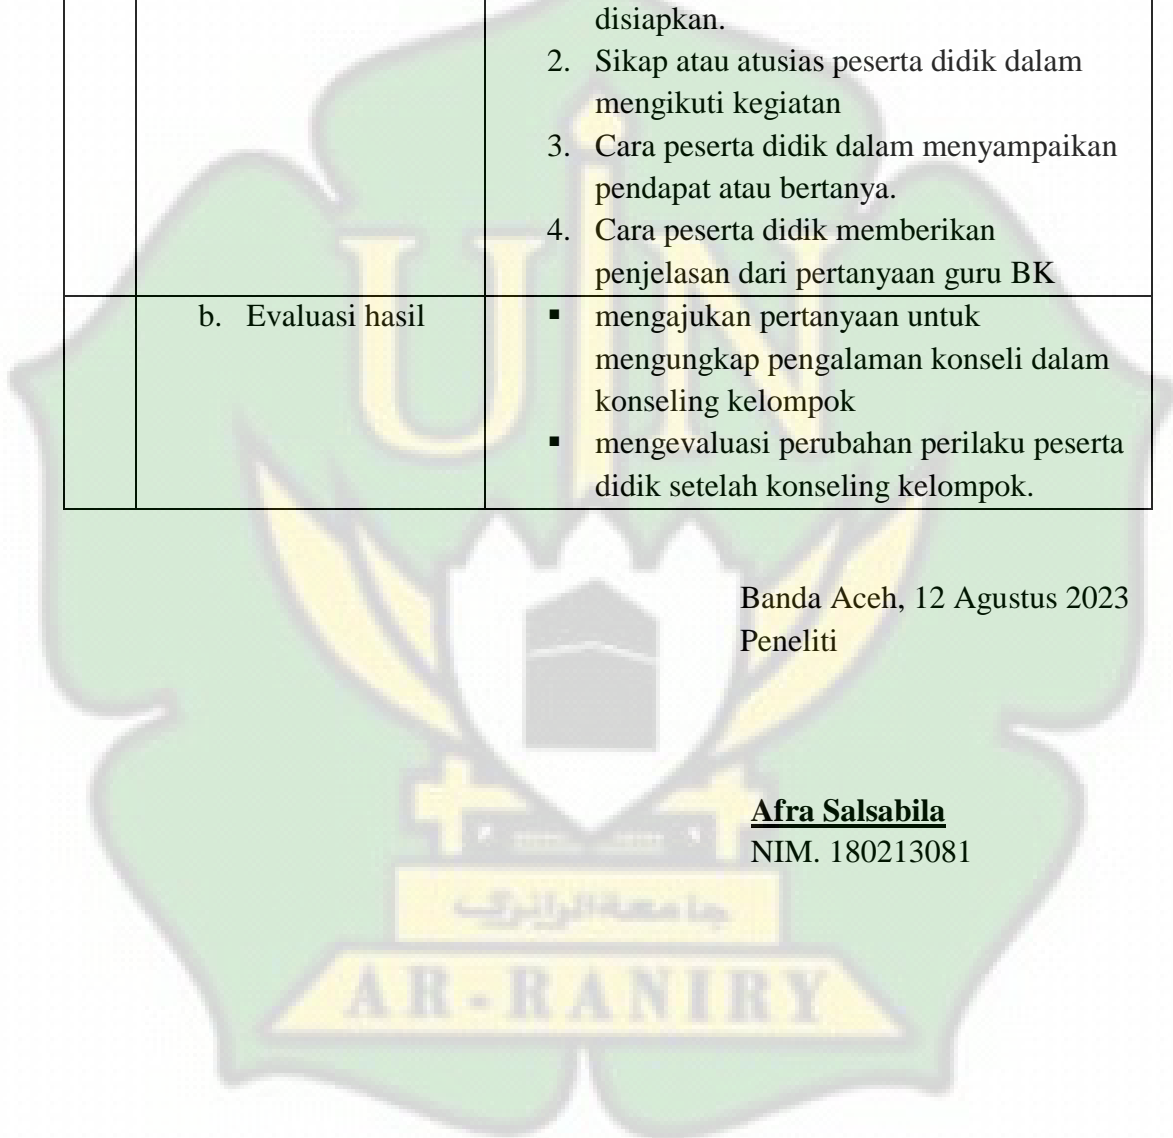 disiapkan.
2. Sikap atau atusias peserta didik dalam
mengikuti kegiatan
3. Cara peserta didik dalam menyampaikan
pendapat atau bertanya.
4. Cara peserta didik memberikan
penjelasan dari pertanyaan guru BK
b. Evaluasi hasil
▪ mengajukan pertanyaan untuk
mengungkap pengalaman konseli dalam
konseling kelompok
▪ mengevaluasi perubahan perilaku peserta
didik setelah konseling kelompok.
UIN
Banda Aceh, 12 Agustus 2023
Peneliti
Afra Salsabila
NIM. 180213081
جامعة الرانيري
AR-RANIRY